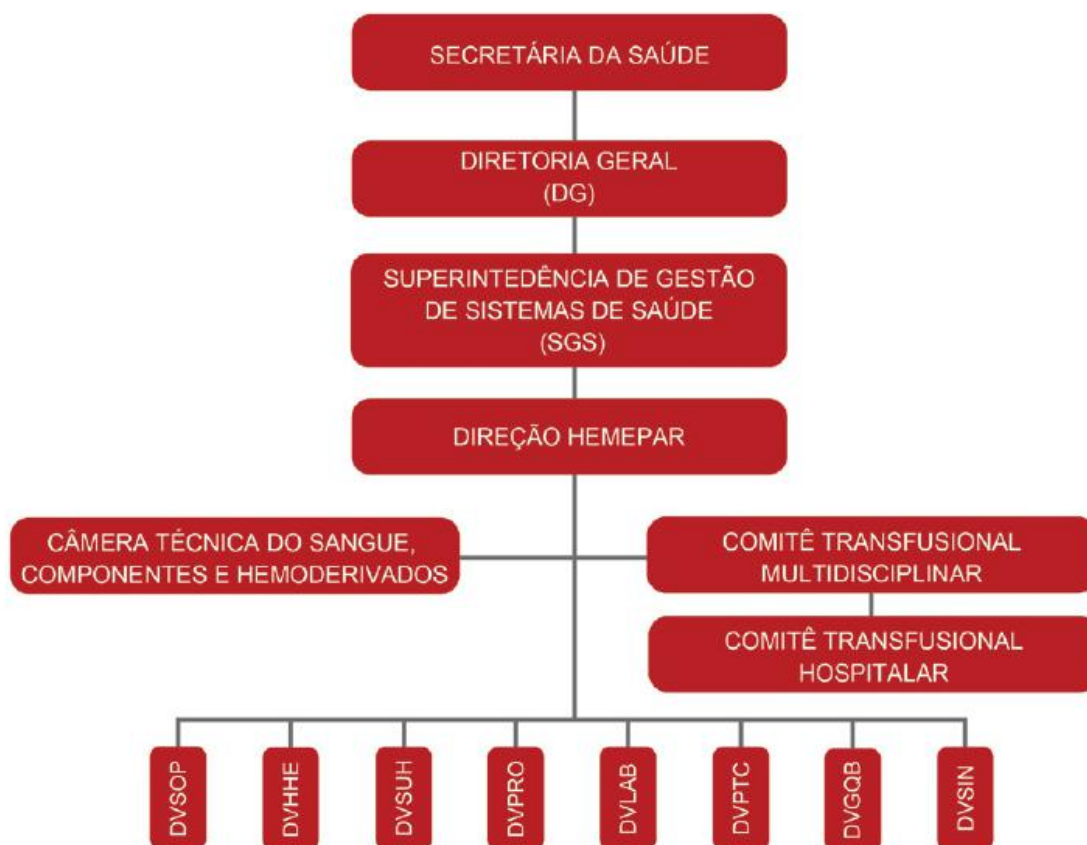 SECRETÁRIA DA SAÚDE
DIRETORIA GERAL
(DG)
SUPERINTEDÊNCIA DE GESTÃO
DE SISTEMAS DE SAÚDE
(SGS)
DIREÇÃO HEMEPAR
CÂMERA TÉCNICA DO SANGUE,
COMPONENTES E HEMODERIVADOS
COMITÊ TRANSFUSIONAL
MULTIDISCIPLINAR
COMITÊ TRANSFUSIONAL
HOSPITALAR
DVSOP
DVHHE
DVSUH
DVPRO
DVLAB
DVPTC
DVGQB
DVSIN